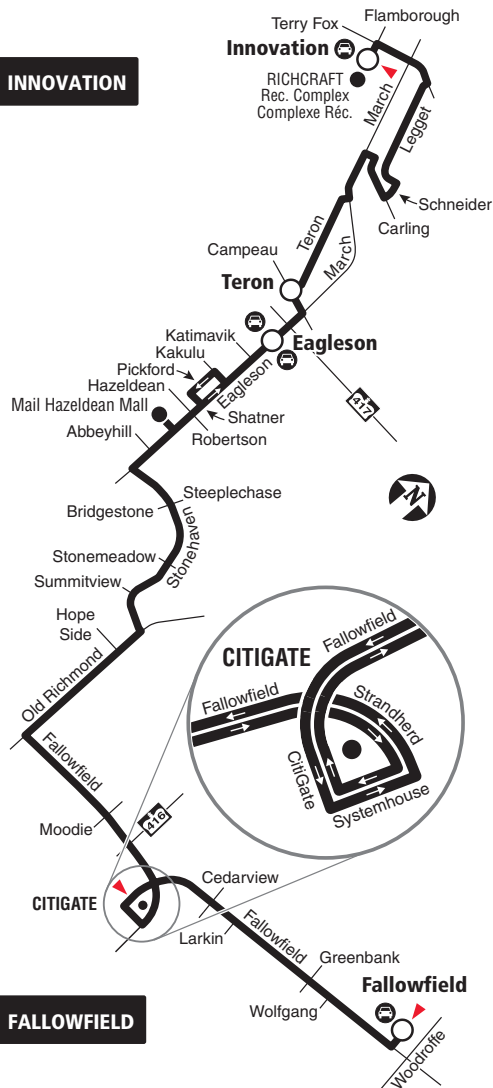 Terry Fox
Flamborough
Innovation
INNOVATION
RICHCRAFT
Rec. Complex
Complexe Réc.
March
Legget
Schneider
Carling
Teron
March
Campeau
Teron
Katimavik
Eagleson
Kakulu
Pickford
Eagleson
Hazeldean
Mail Hazeldean Mall
Shatner
Abbeyhill
Robertson
417
N
Steeplechase
Bridgestone
Stonehaven
Stonemeadow
Summitview
Hope
Side
Old Richmond
CITIGATE
Fallowfield
Fallowfield
Strandherd
CitiGate
Systemhouse
Fallowfield
Moodie
416
CITIGATE
Cedarview
Larkin
Fallowfield
Greenbank
Wolfgang
Fallowfield
FALLOWFIELD
Woodroffe